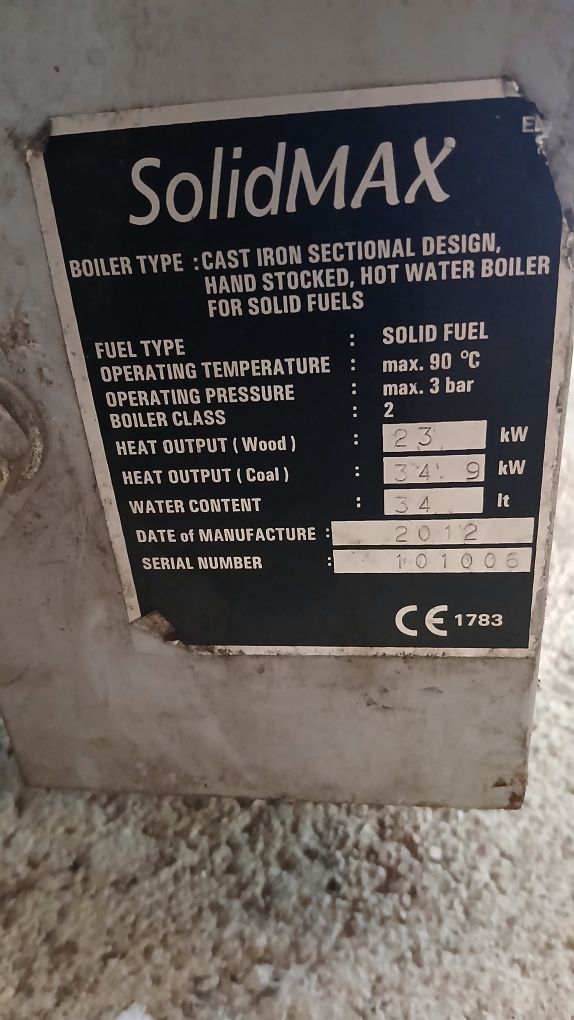 SolidMAX
BOILER TYPE : CAST IRON SECTIONAL DESIGN,
HAND STOCKED, HOT WATER BOILER
FOR SOLID FUELS
FUEL TYPE : SOLID FUEL
OPERATING TEMPERATURE : max. 90 °C
OPERATING PRESSURE : max. 3 bar
BOILER CLASS : 2
HEAT OUTPUT ( Wood ) : 23 kW
HEAT OUTPUT ( Coal ) : 34.9 kW
WATER CONTENT : 34 lt
DATE of MANUFACTURE : 2012
SERIAL NUMBER : 101006
CE 1783